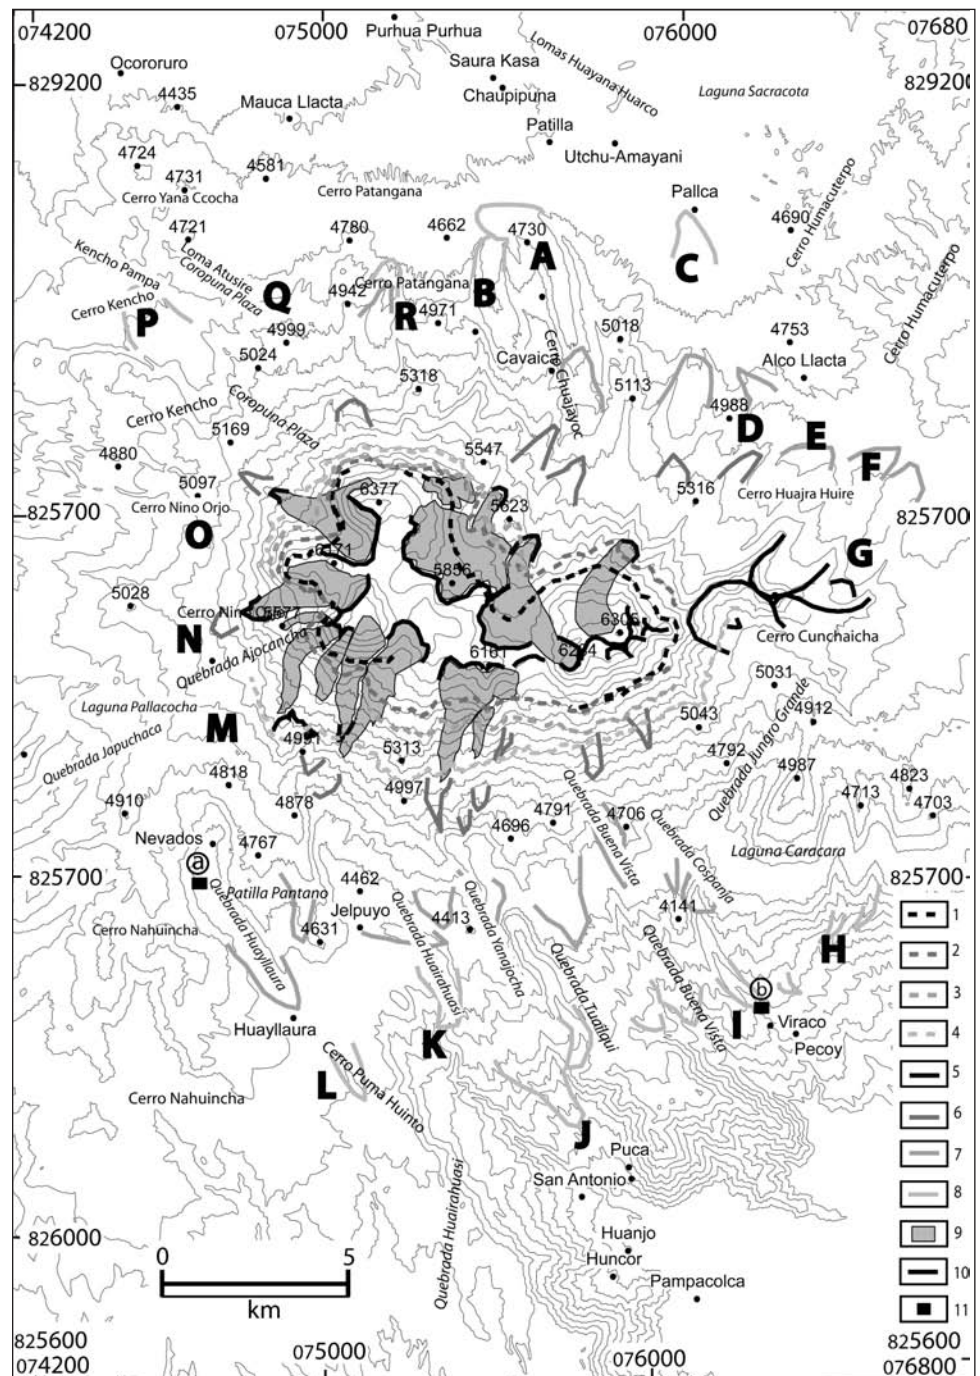 074200
075000
076000
07680
Purhua Purhua
Lomas Huayana Huarco
Ocororuro
Saura Kasa
829200
829200
Chaupipuna
Laguna Sacracota
4435
Mauca Llacta
Patilla
Utchu-Amayani
4724
4581
4731
Cerro Yana Ccocha
Cerro Patangana
Pallca
Cerro Humacuterpo
4721
4780
4662
4730
4690
Kencho Pampa
Loma Atusire
Coropuna Plaza
A
C
Cerro Patangana
4942
Q
B
Cerro Humacuterpo
Cerro Kencho
P
R
4971
4999
5018
4753
Cavaica
Cerro Chuajayoc
Alco Llacta
5024
5318
5113
Cerro Kencho
Coropuna Plaza
4988
D
E
5169
4880
5547
F
5097
6377
5316
Cerro Huajra Huire
Cerro Nino Orjo
5623
825700
825700
O
6171
G
5856
5028
Cerro Nino Orjo
5677
6305
Cerro Cunchaicha
N
Quebrada Ajocancha
6161
6234
5031
Laguna Pallacocha
4912
M
5043
Quebrada Jungro Grande
Quebrada Japuchaca
4991
5313
4792
4987
4818
4823
4910
4878
4997
4713
4703
4791
4706
Quebrada Buena Vista
Quebrada Cospanja
Nevados
4767
4696
Laguna Caracara
825700
825700
a
Patilla Pantano
4462
1
Quebrada Huayllaura
Jelpuyo
4413
4141
Cerro Nahuincha
4631
Quebrada Huairahuasi
Quebrada Yanajocha
Quebrada Tuailqui
Quebrada Buena Vista
H
2
b
3
Huayllaura
I
Viraco
K
Pecoy
4
L
Cerro Puma Huinto
5
Cerro Nahuincha
6
J
Puca
7
San Antonio
8
Quebrada Huairahuasi
Huanjo
9
826000
0
5
Huncor
10
Pampacolca
km
11
825600
825600
074200
075000
076000
076800